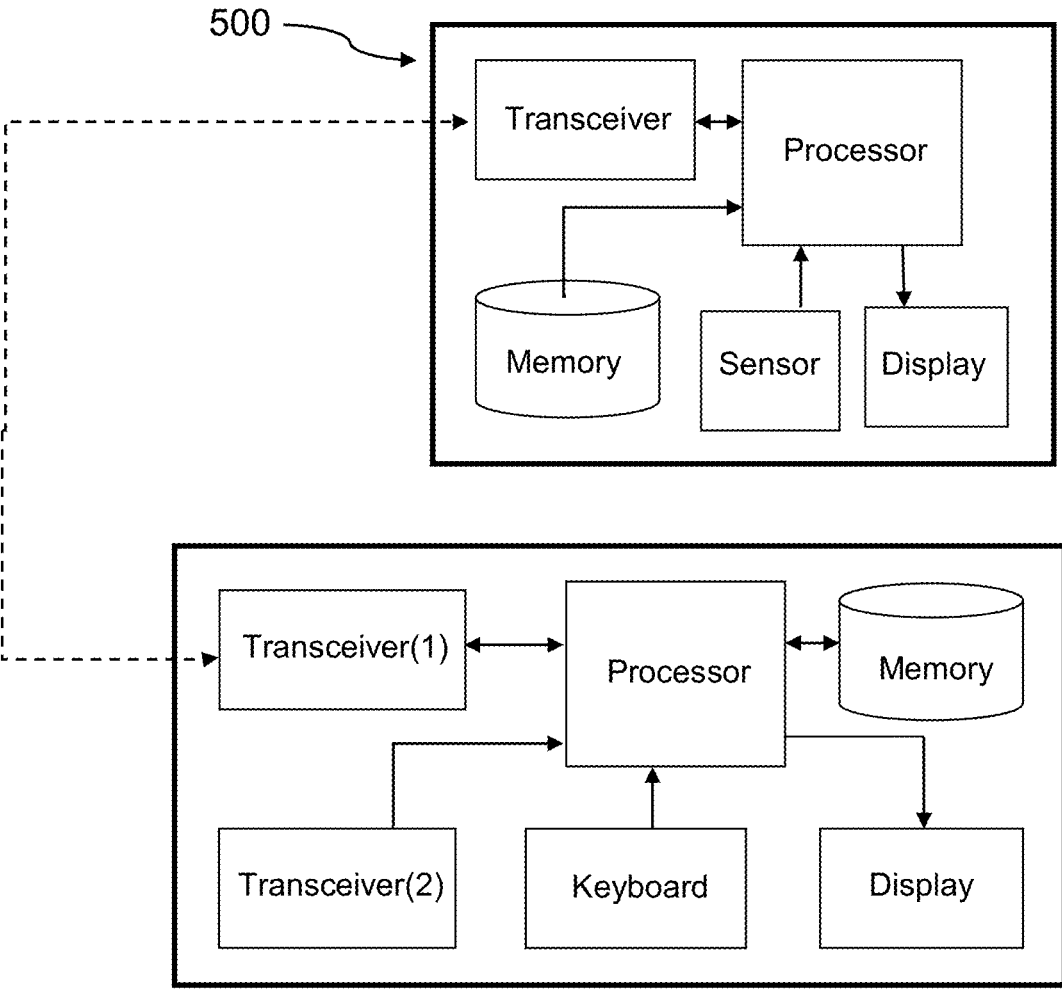 500
Transceiver
Processor
Memory
Sensor
Display
Transceiver(1)
Processor
Memory
Transceiver(2)
Keyboard
Display